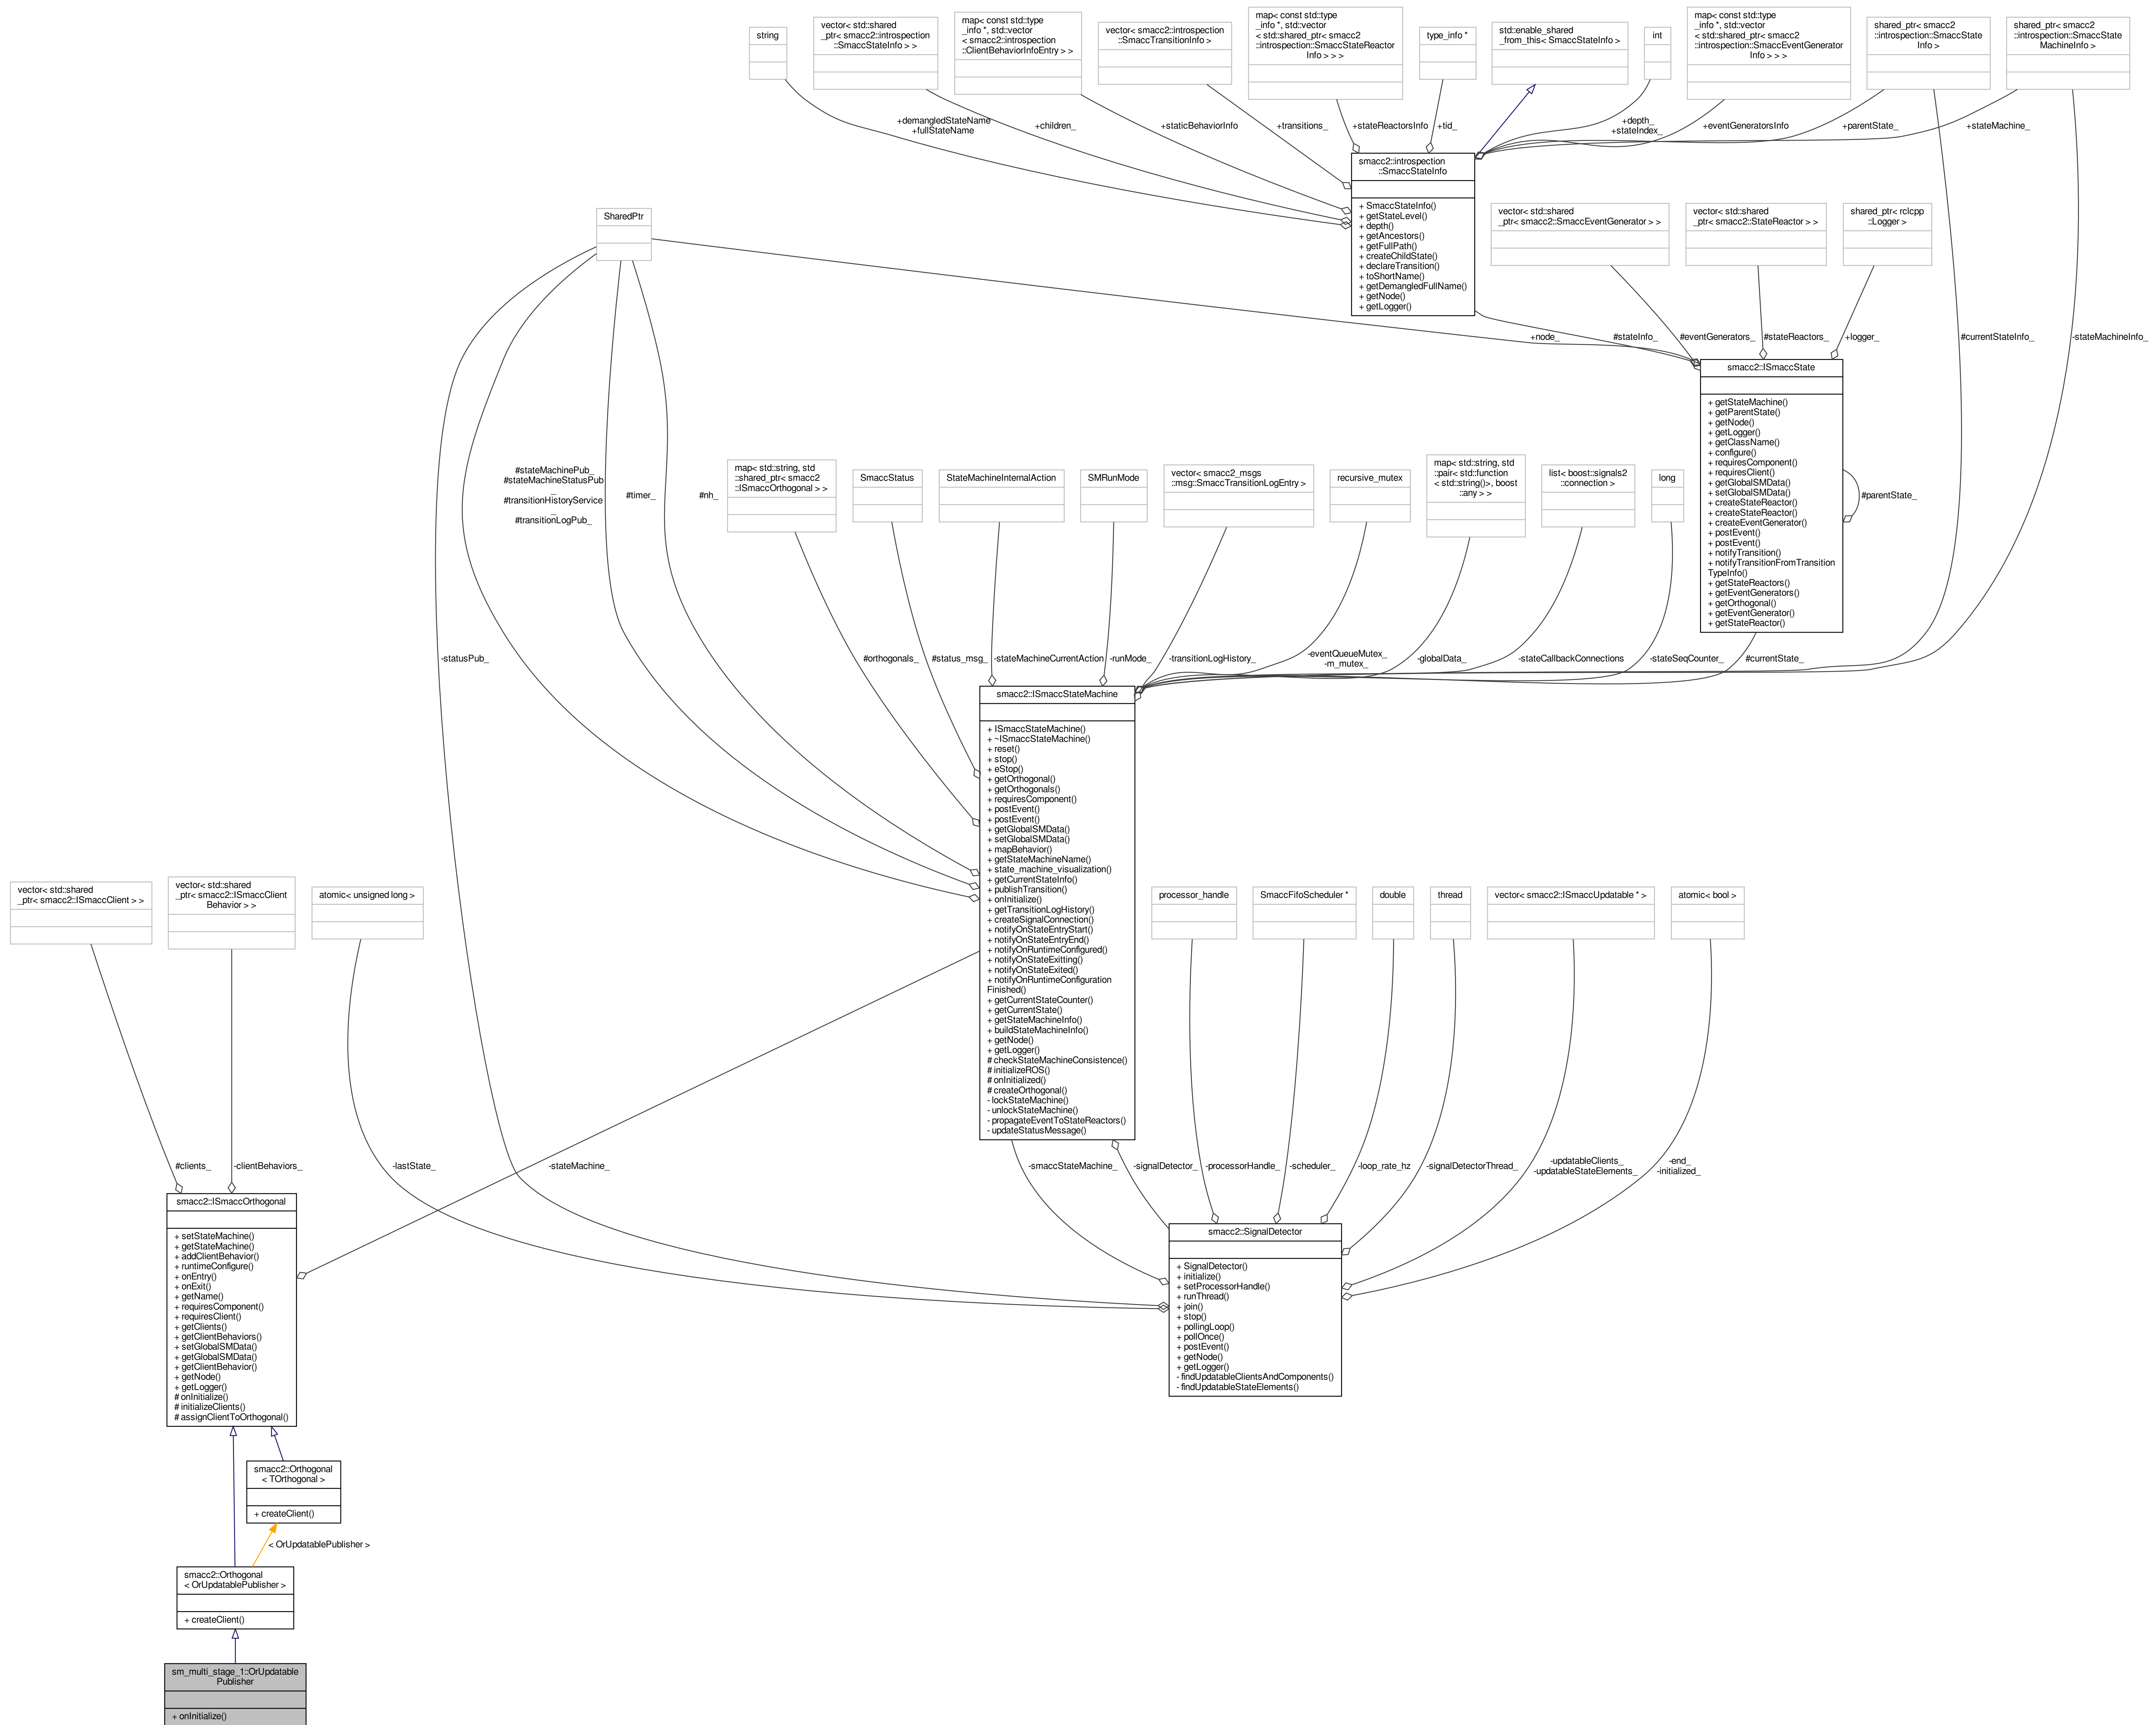 string
vector< std::shared
_ptr< smacc2::introspection
::SmaccStateInfo > >
map< const std::type
_info *, std::vector
< smacc2::introspection
::ClientBehaviorInfoEntry > >
vector< smacc2::introspection
::SmaccTransitionInfo >
map< const std::type
_info *, std::vector
< std::shared_ptr< smacc2
::introspection::SmaccStateReactor
Info > > >
type_info *
std::enable_shared
_from_this< SmaccStateInfo >
int
map< const std::type
_info *, std::vector
< std::shared_ptr< smacc2
::introspection::SmaccEventGenerator
Info > > >
shared_ptr< smacc2
::introspection::SmaccState
Info >
shared_ptr< smacc2
::introspection::SmaccState
MachineInfo >
+demangledStateName
+fullStateName
+children_
+staticBehaviorInfo
+transitions_
+stateReactorsInfo
+tid_
+depth_
+stateIndex_
+eventGeneratorsInfo
+parentState_
+stateMachine_
smacc2::introspection
::SmaccStateInfo
+ SmaccStateInfo()
+ getStateLevel()
+ depth()
+ getAncestors()
+ getFullPath()
+ createChildState()
+ declareTransition()
+ toShortName()
+ getDemangledFullName()
+ getNode()
+ getLogger()
SharedPtr
vector< std::shared
_ptr< smacc2::SmaccEventGenerator > >
vector< std::shared
_ptr< smacc2::StateReactor > >
shared_ptr< rclcpp
::Logger >
+node_
#stateInfo_
#eventGenerators_
#stateReactors_
+logger_
#currentStateInfo_
-stateMachineInfo_
smacc2::ISmaccState
+ getStateMachine()
+ getParentState()
+ getNode()
+ getLogger()
+ getClassName()
+ configure()
+ requiresComponent()
+ requiresClient()
+ getGlobalSMData()
+ setGlobalSMData()
+ createStateReactor()
+ createStateReactor()
+ createEventGenerator()
+ postEvent()
+ postEvent()
+ notifyTransition()
+ notifyTransitionFromTransition
TypeInfo()
+ getStateReactors()
+ getEventGenerators()
+ getOrthogonal()
+ getEventGenerator()
+ getStateReactor()
#parentState_
#stateMachinePub_
#stateMachineStatusPub
_
#transitionHistoryService
_
#transitionLogPub_
#timer_
#nh_
map< std::string, std
::shared_ptr< smacc2
::ISmaccOrthogonal > >
SmaccStatus
StateMachineInternalAction
SMRunMode
vector< smacc2_msgs
::msg::SmaccTransitionLogEntry >
recursive_mutex
map< std::string, std
::pair< std::function
< std::string()>, boost
::any > >
list< boost::signals2
::connection >
long
-statusPub_
#orthogonals_
#status_msg_
-stateMachineCurrentAction
-runMode_
-transitionLogHistory_
-eventQueueMutex_
-m_mutex_
-globalData_
-stateCallbackConnections
-stateSeqCounter_
#currentState_
smacc2::ISmaccStateMachine
+ ISmaccStateMachine()
+ ~ISmaccStateMachine()
+ reset()
+ stop()
+ eStop()
+ getOrthogonal()
+ getOrthogonals()
+ requiresComponent()
+ postEvent()
+ postEvent()
+ getGlobalSMData()
+ setGlobalSMData()
+ mapBehavior()
+ getStateMachineName()
+ state_machine_visualization()
+ getCurrentStateInfo()
+ publishTransition()
+ onInitialize()
+ getTransitionLogHistory()
+ createSignalConnection()
+ notifyOnStateEntryStart()
+ notifyOnStateEntryEnd()
+ notifyOnRuntimeConfigured()
+ notifyOnStateExitting()
+ notifyOnStateExited()
+ notifyOnRuntimeConfiguration
Finished()
+ getCurrentStateCounter()
+ getCurrentState()
+ getStateMachineInfo()
+ buildStateMachineInfo()
+ getNode()
+ getLogger()
# checkStateMachineConsistence()
# initializeROS()
# onInitialized()
# createOrthogonal()
- lockStateMachine()
- unlockStateMachine()
- propagateEventToStateReactors()
- updateStatusMessage()
vector< std::shared
_ptr< smacc2::ISmaccClient > >
vector< std::shared
_ptr< smacc2::ISmaccClient
Behavior > >
atomic< unsigned long >
processor_handle
SmaccFifoScheduler *
double
thread
vector< smacc2::ISmaccUpdatable * >
atomic< bool >
#clients_
-clientBehaviors_
-lastState_
-stateMachine_
-smaccStateMachine_
-signalDetector_
-processorHandle_
-scheduler_
-loop_rate_hz
-signalDetectorThread_
-updatableClients_
-updatableStateElements_
-end_
-initialized_
smacc2::ISmaccOrthogonal
+ setStateMachine()
+ getStateMachine()
+ addClientBehavior()
+ runtimeConfigure()
+ onEntry()
+ onExit()
+ getName()
+ requiresComponent()
+ requiresClient()
+ getClients()
+ getClientBehaviors()
+ setGlobalSMData()
+ getGlobalSMData()
+ getClientBehavior()
+ getNode()
+ getLogger()
# onInitialize()
# initializeClients()
# assignClientToOrthogonal()
smacc2::SignalDetector
+ SignalDetector()
+ initialize()
+ setProcessorHandle()
+ runThread()
+ join()
+ stop()
+ pollingLoop()
+ pollOnce()
+ postEvent()
+ getNode()
+ getLogger()
- findUpdatableClientsAndComponents()
- findUpdatableStateElements()
smacc2::Orthogonal
< TOrthogonal >
+ createClient()
< OrUpdatablePublisher >
smacc2::Orthogonal
< OrUpdatablePublisher >
+ createClient()
sm_multi_stage_1::OrUpdatable
Publisher
+ onInitialize()